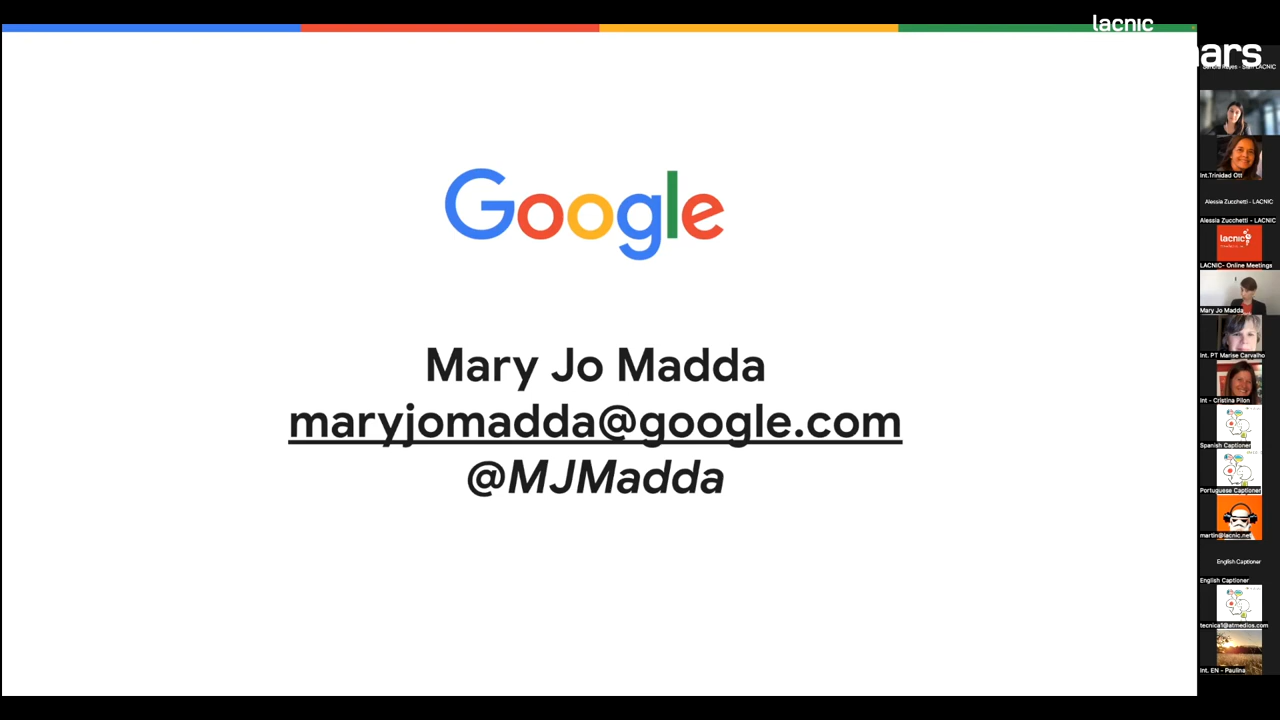 lacnic
Google
Mary Jo Madda
maryjomadda@google.com
@MJMadda
Int.Trinidad Ott
Alessia Zucchetti - LACNIC
Alessia Zucchetti - LACNIC
lacnic
LACNIC- Online Meetings
Mary Jo Madda
Int. PT Marise Carvalho
Int - Cristina Pilon
Spanish Captioner
Portuguese Captioner
martin@lacnic.net
English Captioner
English Captioner
tecnica1@atmedios.com
Int. EN - Paulina